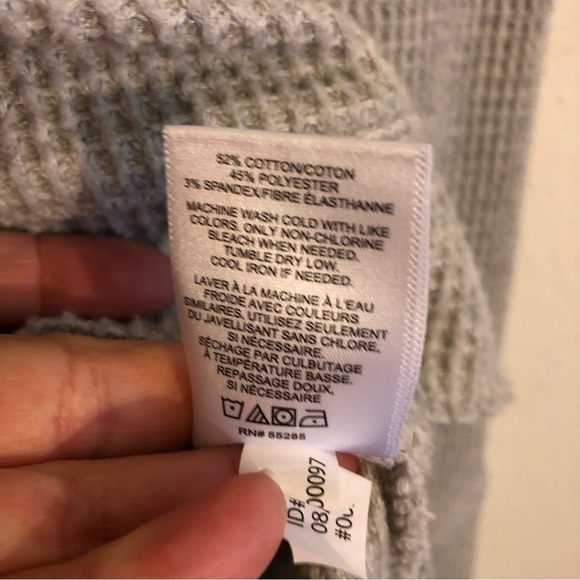 52% COTTON/COTON
45% POLYESTER
3% SPANDEX/FIBRE ÉLASTHANNE
MACHINE WASH COLD WITH LIKE
COLORS. ONLY NON-CHLORINE
BLEACH WHEN NEEDED.
TUMBLE DRY LOW.
COOL IRON IF NEEDED.
LAVER À LA MACHINE À L'EAU
FROIDE AVEC COULEURS
SIMILAIRES. UTILISEZ SEULEMENT
DU JAVELLISANT SANS CHLORE,
SI NÉCESSAIRE.
SÉCHAGE PAR CULBUTAGE
À TEMPÉRATURE BASSE.
REPASSAGE DOUX,
SI NÉCESSAIRE
RN# 55285
ID#
08/00097